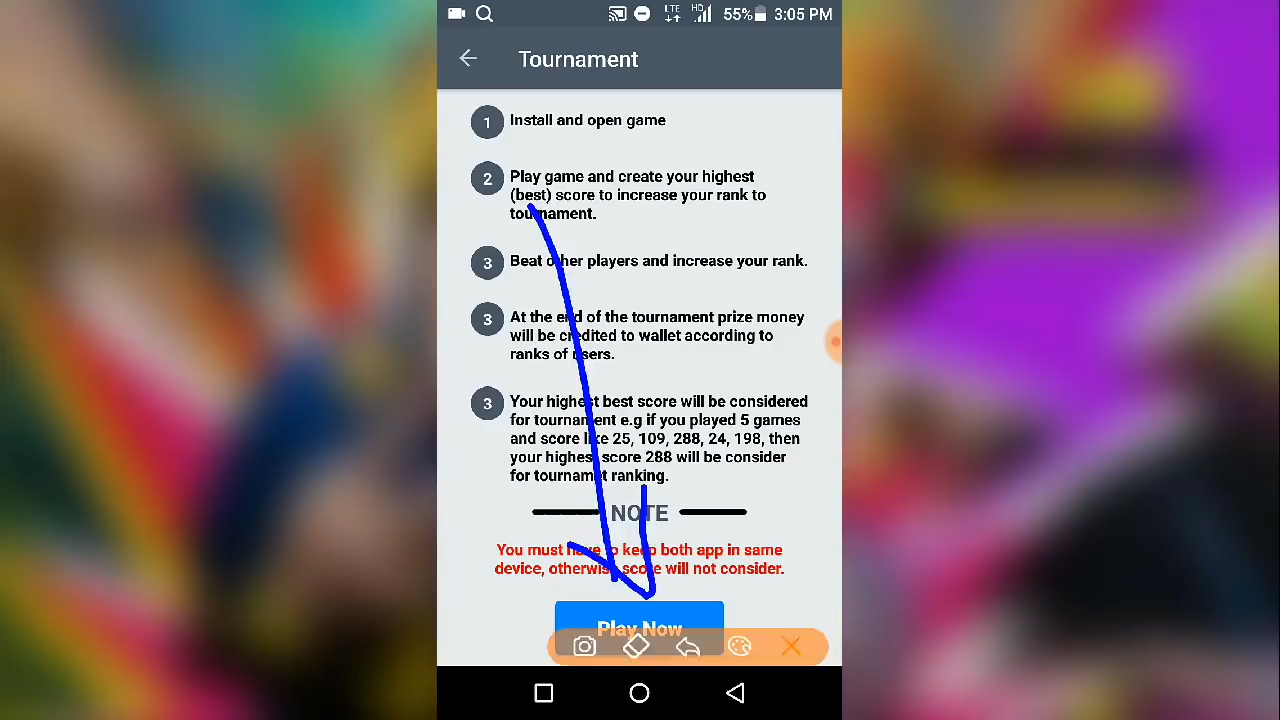 LTE HD 55% 3:05 PM
Tournament
1 Install and open game
2 Play game and create your highest
(best) score to increase your rank to
tournament.
3 Beat other players and increase your rank.
3 At the end of the tournament prize money
will be credited to wallet according to
ranks of users.
3 Your highest best score will be considered
for tournament e.g if you played 5 games
and score like 25, 109, 288, 24, 198, then
your highest score 288 will be consider
for tournamet ranking.
NOTE
You must have to keep both app in same
device, otherwise score will not consider.
Play Now